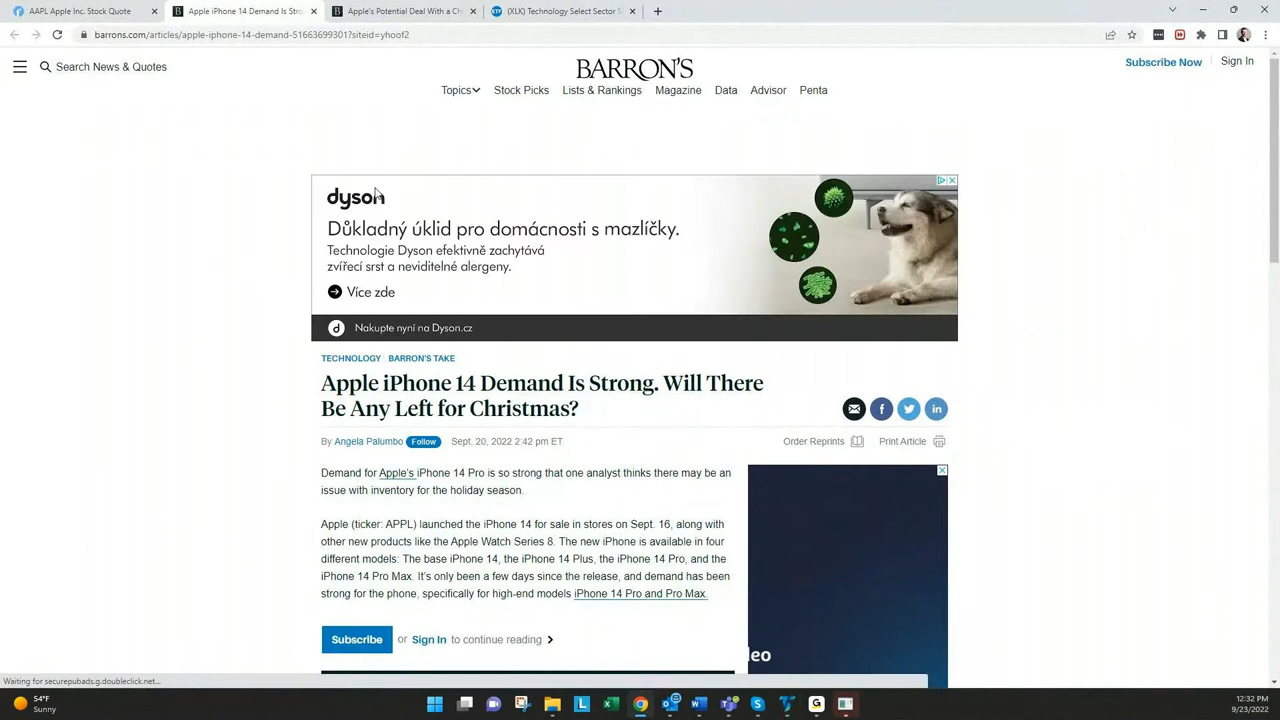 AAPL Apple Inc. Stock Quote
Apple iPhone 14 Demand Is Stro
Apple's Potential Deal With a Ch
(XLK) Technology Select Sector S
barrons.com/articles/apple-iphone-14-demand-51663699301?siteid=yhoof2
Search News & Quotes
BARRON'S
Subscribe Now
Sign In
Topics
Stock Picks
Lists & Rankings
Magazine
Data
Advisor
Penta
dyson
Důkladný úklid pro domácnosti s mazlíčky.
Technologie Dyson efektivně zachytává
zvířecí srst a neviditelné alergeny.
Více zde
Nakupte nyní na Dyson.cz
TECHNOLOGY BARRON'S TAKE
Apple iPhone 14 Demand Is Strong. Will There
Be Any Left for Christmas?
By Angela Palumbo Follow Sept. 20, 2022 2:42 pm ET
Order Reprints
Print Article
Demand for Apple's iPhone 14 Pro is so strong that one analyst thinks there may be an
issue with inventory for the holiday season.
Apple (ticker: APPL) launched the iPhone 14 for sale in stores on Sept. 16, along with
other new products like the Apple Watch Series 8. The new iPhone is available in four
different models: The base iPhone 14, the iPhone 14 Plus, the iPhone 14 Pro, and the
iPhone 14 Pro Max. It's only been a few days since the release, and demand has been
strong for the phone, specifically for high-end models iPhone 14 Pro and Pro Max.
Subscribe or Sign In to continue reading
eo
Waiting for securepubads.g.doubleclick.net...
54°F
Sunny
12:32 PM
9/23/2022